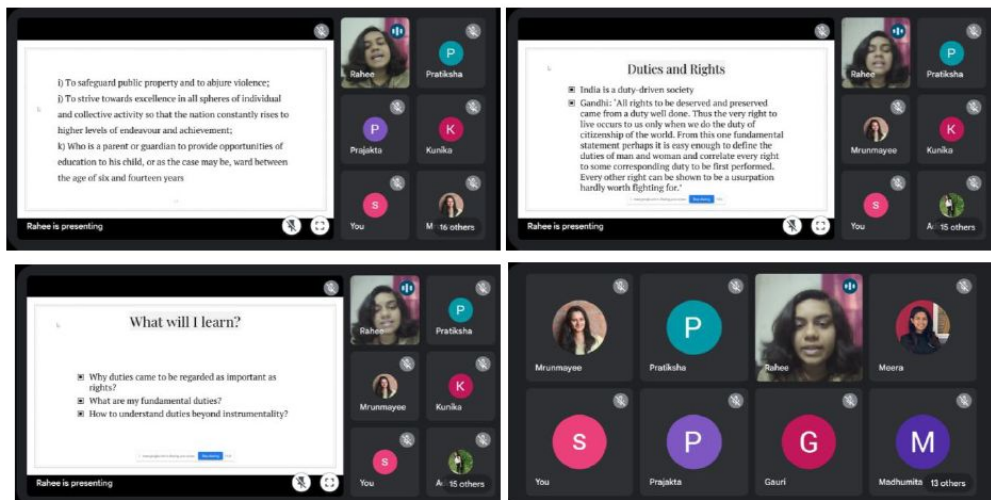 i) To safeguard public property and to abjure violence;
j) To strive towards excellence in all spheres of individual
and collective activity so that the nation constantly rises to
higher levels of endeavour and achievement;
k) Who is a parent or guardian to provide opportunities of
education to his child, or as the case may be, ward between
the age of six and fourteen years
Rahee is presenting
Rahee
P
Pratiksha
P
Prajakta
K
Kunika
S
You
M 16 others
Duties and Rights
India is a duty-driven society
Gandhi: "All rights to be deserved and preserved
came from a duty well done. Thus the very right to
live occurs to us only when we do the duty of
citizenship of the world. From this one fundamental
statement perhaps it is easy enough to define the
duties of man and woman and correlate every right
to some corresponding duty to be first performed.
Every other right can be shown to be a usurpation
hardly worth fighting for."
Stop sharing
Rahee is presenting
Rahee
P
Pratiksha
Mrunmayee
K
Kunika
S
You
A 15 others
What will I learn?
Why duties came to be regarded as important as
rights?
What are my fundamental duties?
How to understand duties beyond instrumentality?
Stop sharing
Rahee is presenting
Rahee
P
Pratiksha
Mrunmayee
K
Kunika
S
You
A 15 others
Mrunmayee
P
Pratiksha
Rahee
Meera
S
You
P
Prajakta
G
Gauri
M
Madhumita 13 others